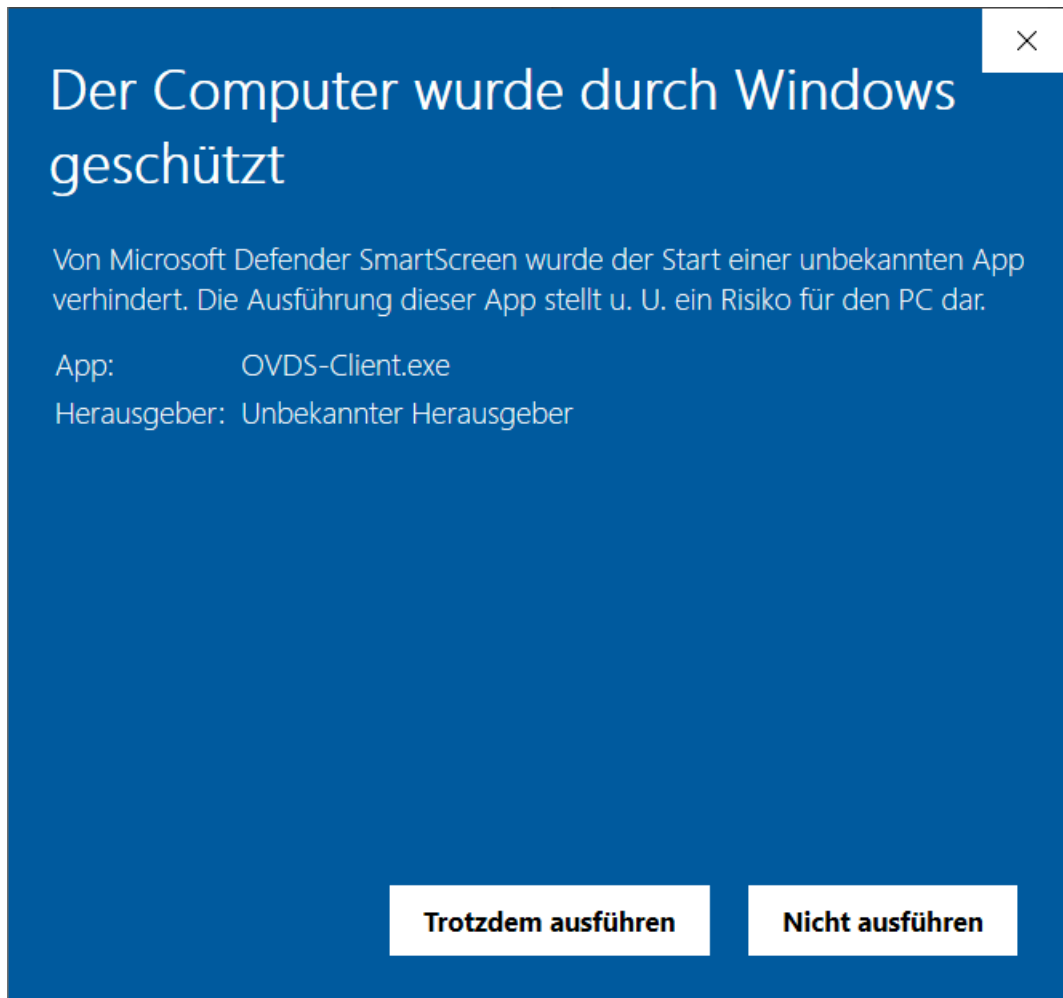 Der Computer wurde durch Windows
geschützt
Von Microsoft Defender SmartScreen wurde der Start einer unbekannten App
verhindert. Die Ausführung dieser App stellt u. U. ein Risiko für den PC dar.
App: OVDS-Client.exe
Herausgeber: Unbekannter Herausgeber
Trotzdem ausführen Nicht ausführen